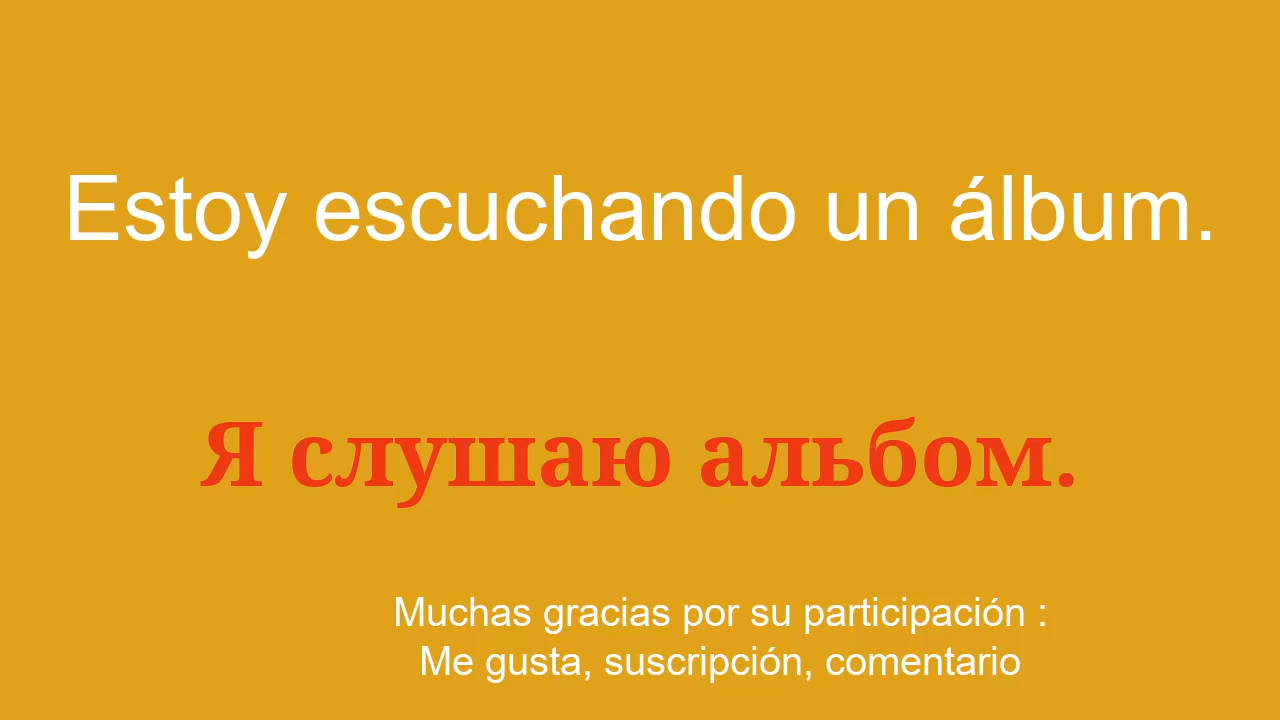 Estoy escuchando un álbum.
Я слушаю альбом.
Muchas gracias por su participación :
Me gusta, suscripción, comentario